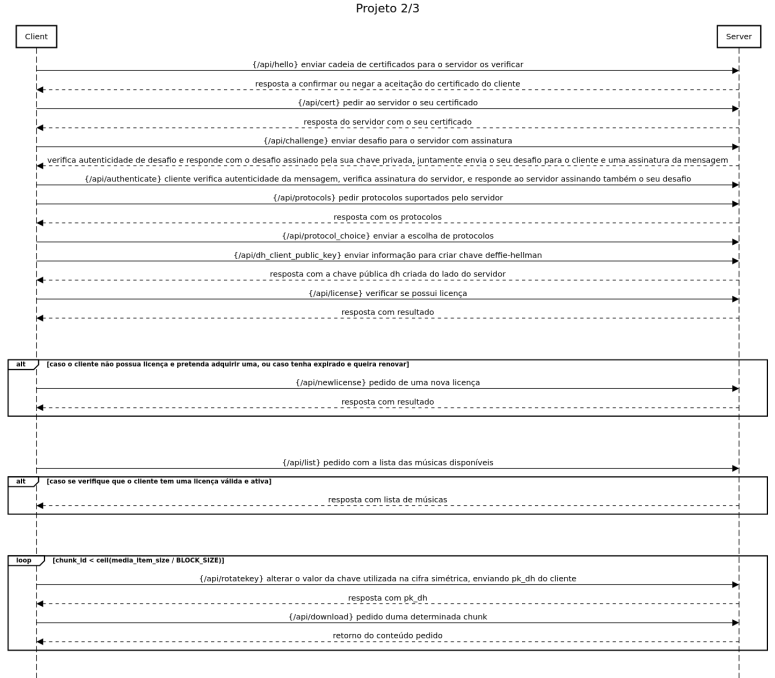 Projeto 2/3
Client
Server
{/api/hello} enviar cadeia de certificados para o servidor os verificar
resposta a confirmar ou negar a aceitação do certificado do cliente
{/api/cert} pedir ao servidor o seu certificado
resposta do servidor com o seu certificado
{/api/challenge} enviar desafio para o servidor com assinatura
verifica autenticidade de desafio e responde com o desafio assinado pela sua chave privada, juntamente envia o seu desafio para o cliente e uma assinatura da mensagem
{/api/authenticate} cliente verifica autenticidade da mensagem, verifica assinatura do servidor, e responde ao servidor assinando também o seu desafio
{/api/protocols} pedir protocolos suportados pelo servidor
resposta com os protocolos
{/api/protocol_choice} enviar a escolha de protocolos
{/api/dh_client_public_key} enviar informação para criar chave deffie-hellman
resposta com a chave pública dh criada do lado do servidor
{/api/license} verificar se possui licença
resposta com resultado
alt
[caso o cliente não possua licença e pretenda adquirir uma, ou caso tenha expirado e queira renovar]
{/api/newlicense} pedido de uma nova licença
resposta com resultado
{/api/list} pedido com a lista das músicas disponíveis
alt
[caso se verifique que o cliente tem uma licença válida e ativa]
resposta com lista de músicas
loop
[chunk_id < ceil(media_item_size / BLOCK_SIZE)]
{/api/rotatekey} alterar o valor da chave utilizada na cifra simétrica, enviando pk_dh do cliente
resposta com pk_dh
{/api/download} pedido duma determinada chunk
retorno do conteúdo pedido